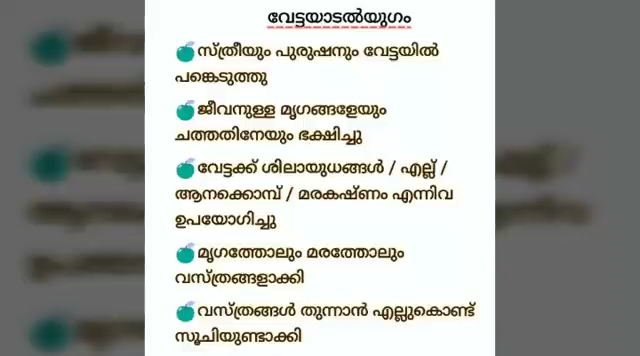 വേട്ടയാടൽയുഗം
സ്ത്രീയും പുരുഷനും വേട്ടയിൽ
പങ്കെടുത്തു
ജീവനുള്ള മൃഗങ്ങളേയും
ചത്തതിനേയും ഭക്ഷിച്ചു
വേട്ടക്ക് ശിലായുധങ്ങൾ / എല്ല് /
ആനക്കൊമ്പ് / മരകഷ്ണം എന്നിവ
ഉപയോഗിച്ചു
മൃഗത്തോലും മരത്തോലും
വസ്ത്രങ്ങളാക്കി
വസ്ത്രങ്ങൾ തുന്നാൻ എല്ലുകൊണ്ട്
സൂചിയുണ്ടാക്കി